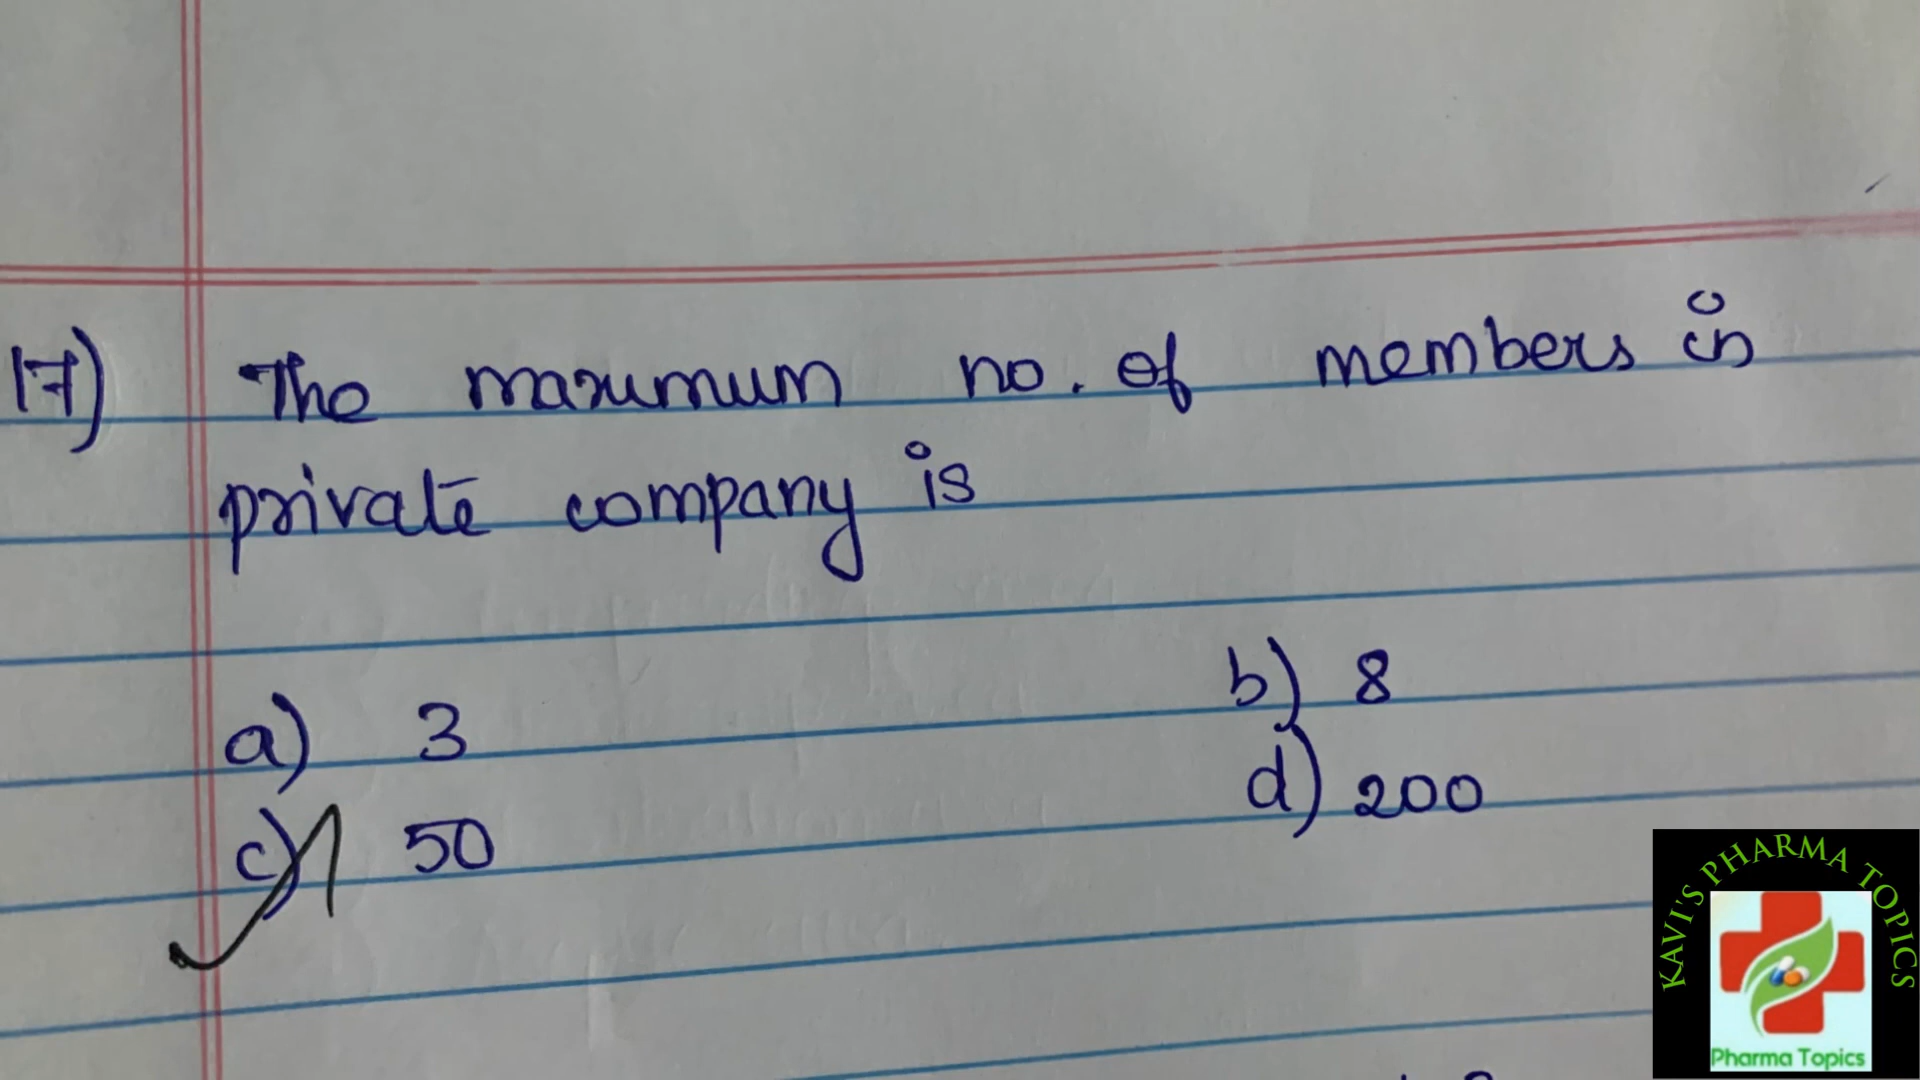 17) The maximum no. of members in
private company is
a) 3
b) 8
c) 50
d) 200
KAVI'S PHARMA TOPICS
Pharma Topics